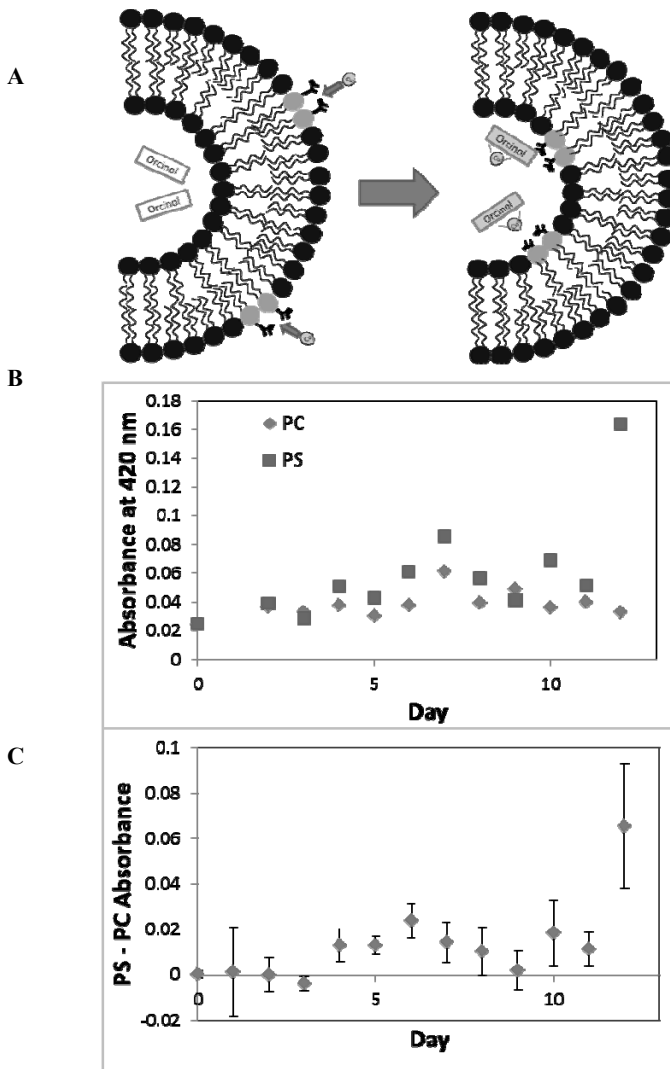 A
Orcinol
Orcinol
Orcinol
Orcinol
B
0.18
0.16
0.14
0.12
0.1
0.08
0.06
0.04
0.02
0
Absorbance at 420 nm
PC
PS
0
5
10
Day
C
0.1
0.08
0.06
0.04
0.02
0
-0.02
PS - PC Absorbance
0
5
10
Day